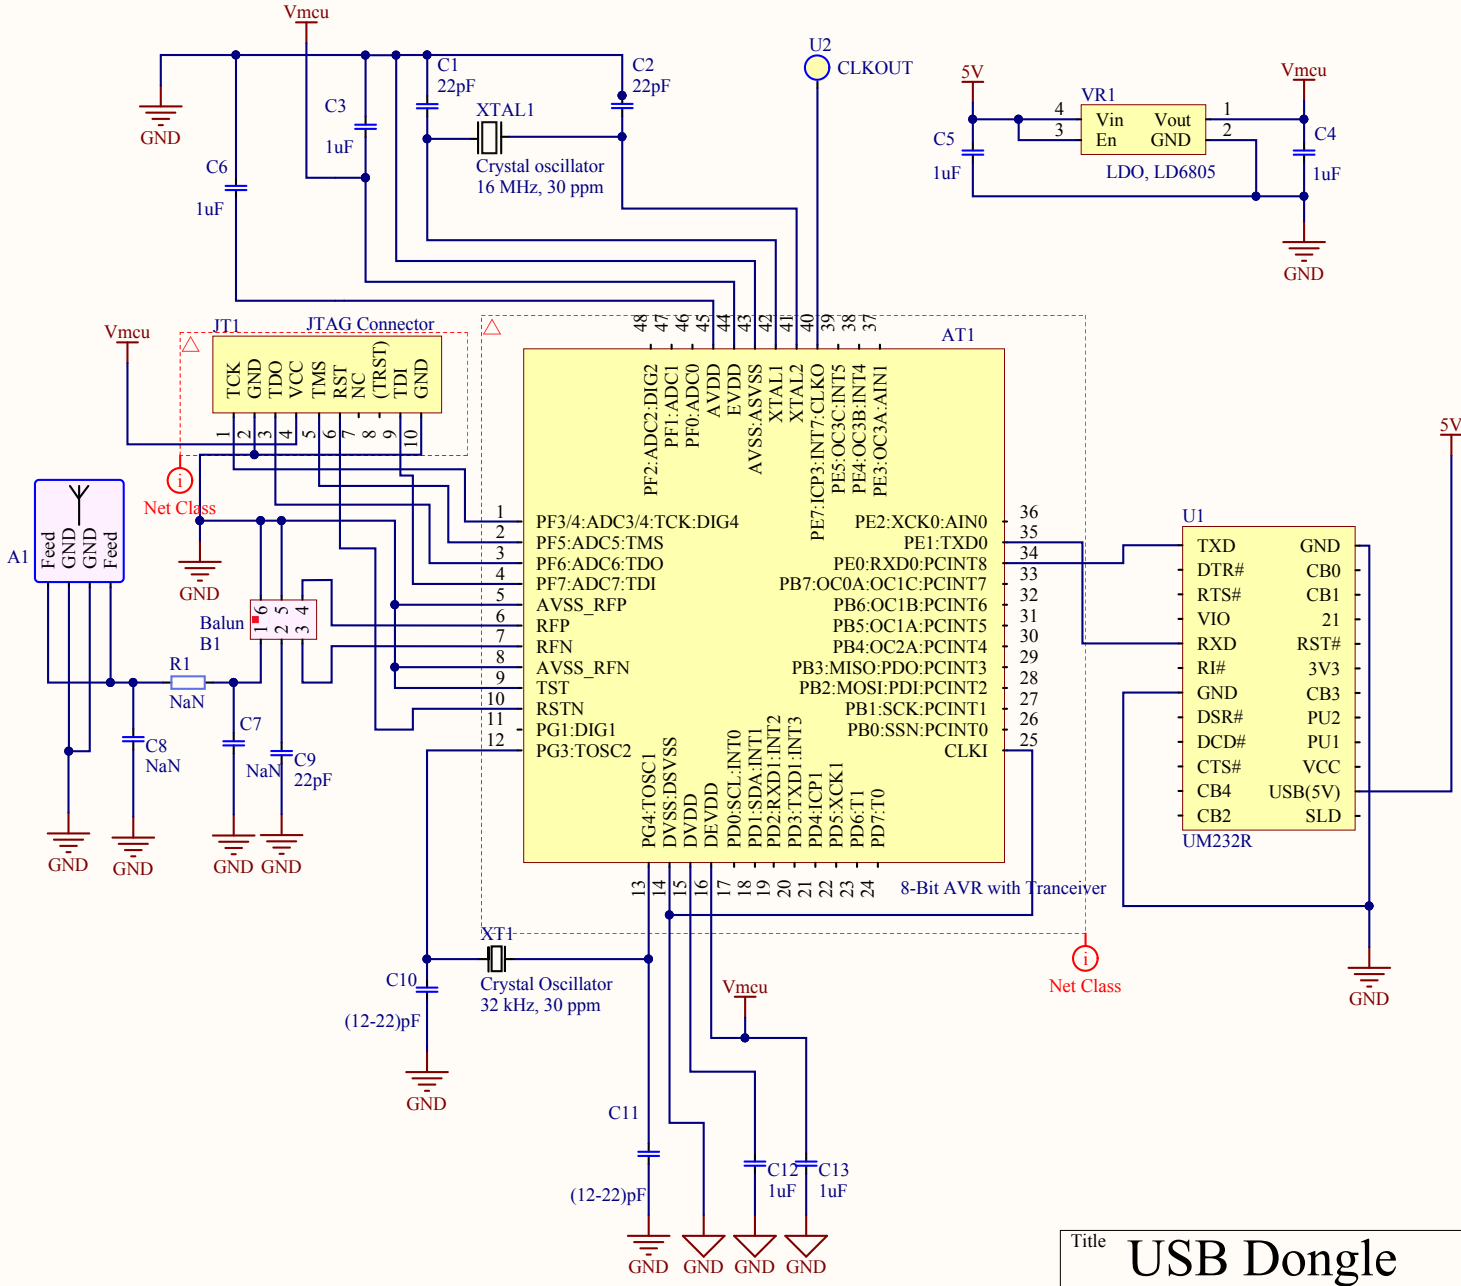 Vmcu
GND
C6
1uF
C3
1uF
C1
22pF
C2
22pF
XTAL1
Crystal oscillator
16 MHz, 30 ppm
U2
CLKOUT
5V
Vmcu
VR1
4
3
Vin
En
Vout
GND
1
2
C5
1uF
LDO, LD6805
C4
1uF
GND
Vmcu
JT1
JTAG Connector
TCK
GND
TDO
VCC
TMS
RST
NC
(TRST)
TDI
GND
1
2
3
4
5
6
7
8
9
10
i
Net Class
AT1
48
47
46
45
44
43
42
41
40
39
38
37
PF2:ADC2:DIG2
PF1:ADC1
PF0:ADC0
AVDD
EVDD
AVSS:ASVSS
XTAL1
XTAL2
PE7:ICP3:INT7:CLKO
PE5:OC3C:INT5
PE4:OC3B:INT4
PE3:OC3A:AIN1
1
2
3
4
5
6
7
8
9
10
11
12
PF3/4:ADC3/4:TCK:DIG4
PF5:ADC5:TMS
PF6:ADC6:TDO
PF7:ADC7:TDI
AVSS_RFP
RFP
RFN
AVSS_RFN
TST
RSTN
PG1:DIG1
PG3:TOSC2
PE2:XCK0:AIN0
PE1:TXD0
PE0:RXD0:PCINT8
PB7:OC0A:OC1C:PCINT7
PB6:OC1B:PCINT6
PB5:OC1A:PCINT5
PB4:OC2A:PCINT4
PB3:MISO:PDO:PCINT3
PB2:MOSI:PDI:PCINT2
PB1:SCK:PCINT1
PB0:SSN:PCINT0
CLKI
36
35
34
33
32
31
30
29
28
27
26
25
PG4:TOSC1
DVSS:DSVSS
DVDD
DEVDD
PD0:SCL:INT0
PD1:SDA:INT1
PD2:RXD1:INT2
PD3:TXD1:INT3
PD4:ICP1
PD5:XCK1
PD6:T1
PD7:T0
13
14
15
16
17
18
19
20
21
22
23
24
8-Bit AVR with Tranceiver
i
Net Class
A1
Feed
GND
GND
Feed
GND
Balun
B1
6
5
4
1
2
3
R1
NaN
C8
NaN
C7
NaN
C9
22pF
GND
GND
GND
GND
5V
U1
TXD
DTR#
RTS#
VIO
RXD
RI#
GND
DSR#
DCD#
CTS#
CB4
CB2
GND
CB0
CB1
21
RST#
3V3
CB3
PU2
PU1
VCC
USB(5V)
SLD
UM232R
GND
XT1
Crystal Oscillator
32 kHz, 30 ppm
C10
(12-22)pF
GND
Vmcu
C11
(12-22)pF
C12
1uF
C13
1uF
GND
GND
GND
GND
Title
USB Dongle